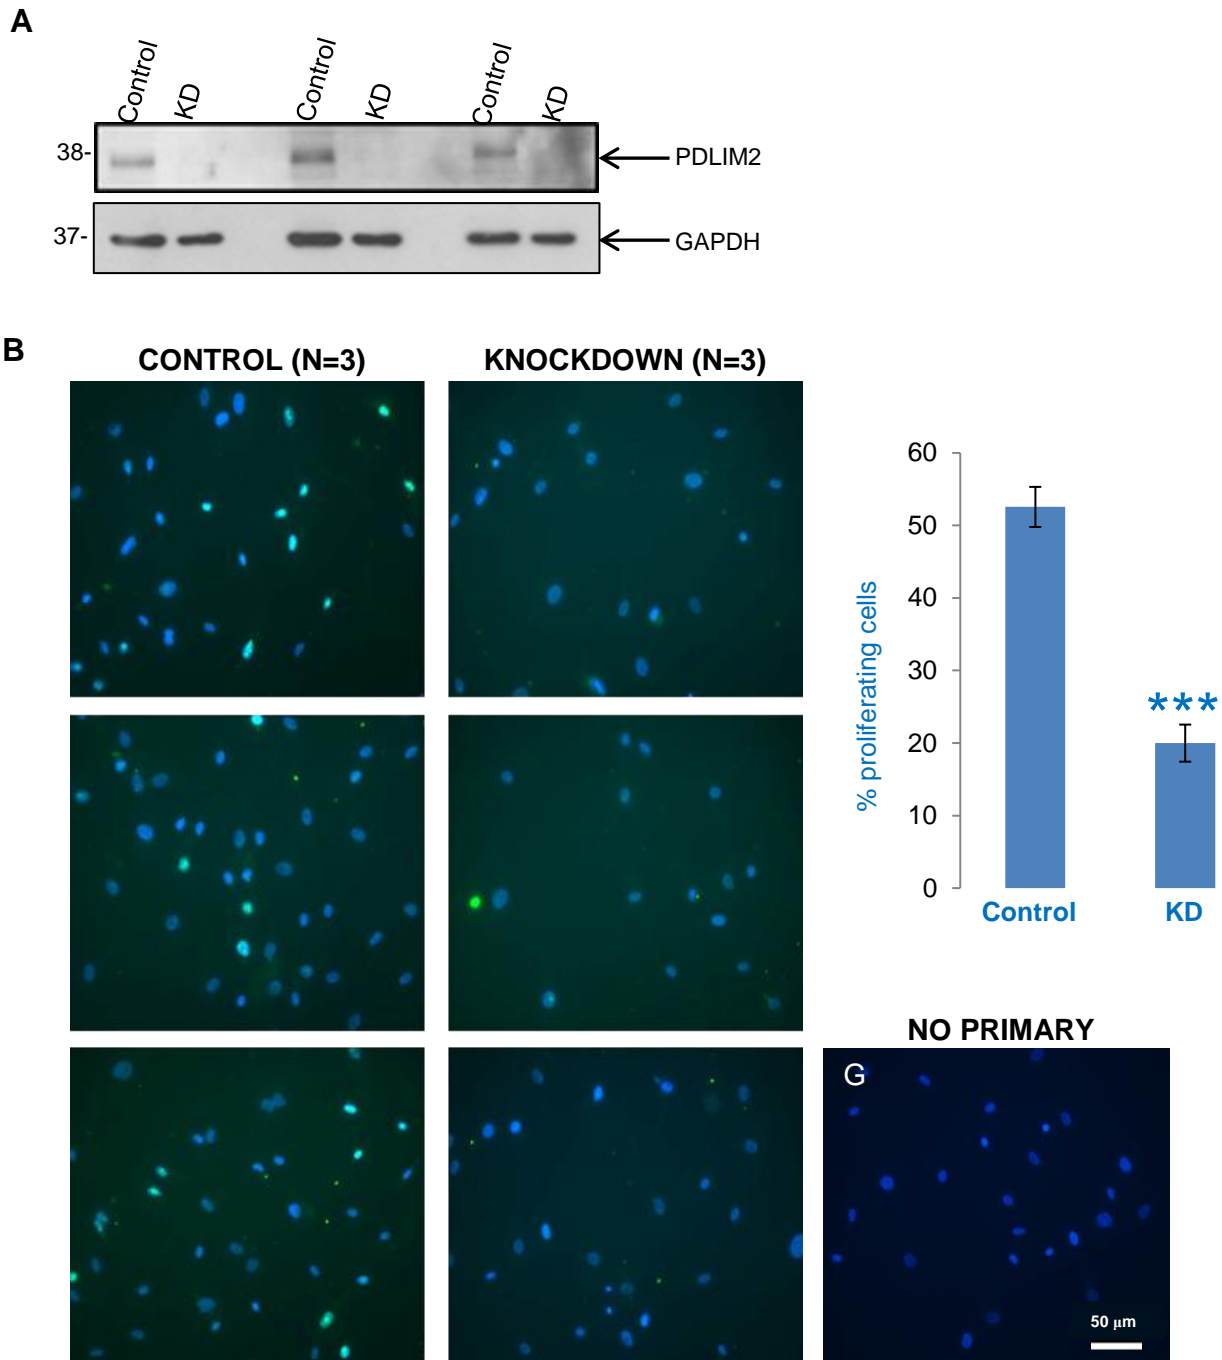 A
Control
KD
Control
KD
Control
KD
38-
PDLIM2
37-
GAPDH
B
CONTROL (N=3)
KNOCKDOWN (N=3)
60
50
40
30
20
10
0
% proliferating cells
***
Control
KD
NO PRIMARY
G
50 μm